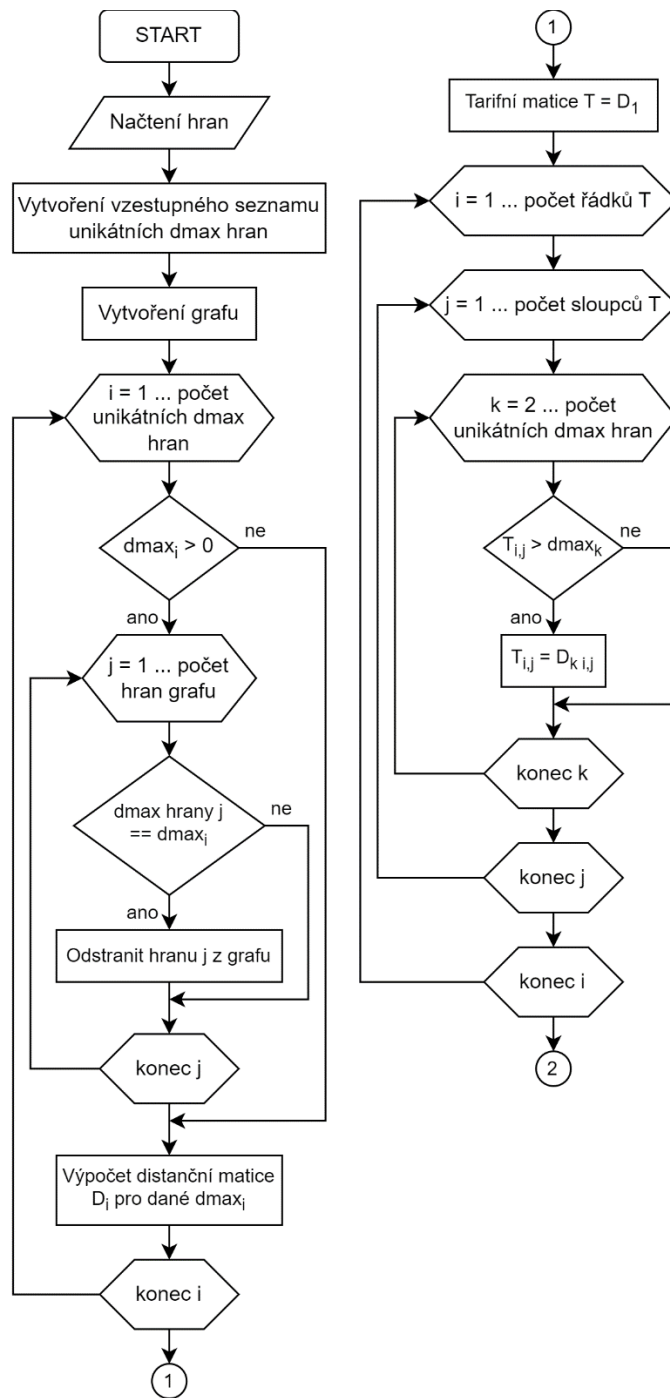 START
Načtení hran
Vytvoření vzestupného seznamu
unikátních dmax hran
Vytvoření grafu
i = 1 ... počet
unikátních dmax
hran
dmaxᵢ > 0
ne
ano
j = 1 ... počet
hran grafu
dmax hrany j
== dmaxᵢ
ne
ano
Odstranit hranu j z grafu
konec j
Výpočet distanční matice
Dᵢ pro dané dmaxᵢ
konec i
1
1
Tarifní matice T = D₁
i = 1 ... počet řádků T
j = 1 ... počet sloupců T
k = 2 ... počet
unikátních dmax hran
Tᵢ,ⱼ > dmaxₖ
ne
ano
Tᵢ,ⱼ = Dₖ ᵢ,ⱼ
konec k
konec j
konec i
2